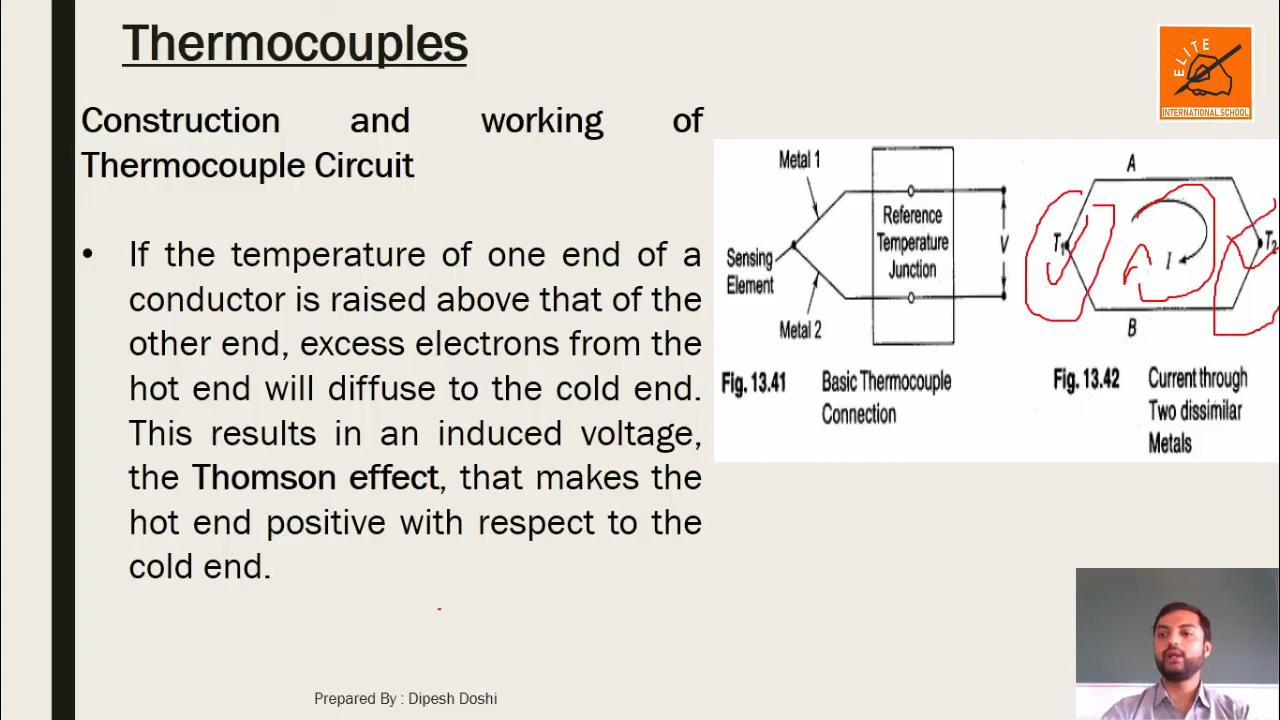 Thermocouples
ELITE
INTERNATIONAL SCHOOL
Construction and working of
Thermocouple Circuit
• If the temperature of one end of a
conductor is raised above that of the
other end, excess electrons from the
hot end will diffuse to the cold end.
This results in an induced voltage,
the Thomson effect, that makes the
hot end positive with respect to the
cold end.
Metal 1
Reference
Temperature
Junction
Sensing
Element
V
Metal 2
Fig. 13.41 Basic Thermocouple
Connection
A
T1
I
T2
B
Fig. 13.42 Current through
Two dissimilar
Metals
Prepared By : Dipesh Doshi